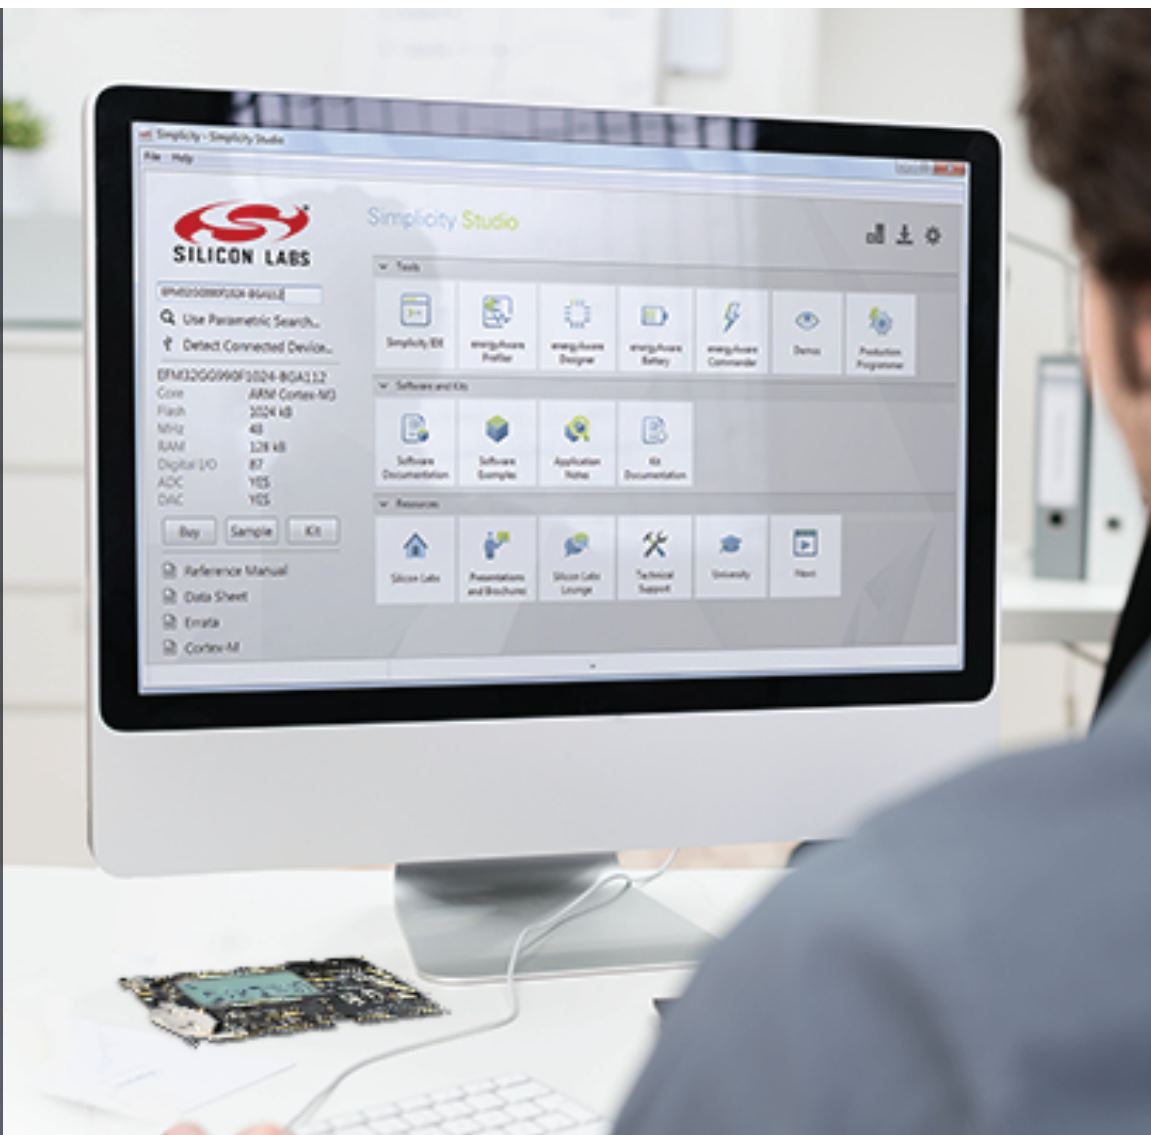 Simplicity - Simplicity Studio
File Help
SILICON LABS
Simplicity Studio
EFM32GG990F1024-BGA112
Use Parametric Search...
Detect Connected Device...
EFM32GG990F1024-BGA112
Core ARM Cortex-M3
Flash 1024 kB
MHz 48
RAM 128 kB
Digital I/O 87
ADC YES
DAC YES
Buy Sample Kit
Reference Manual
Data Sheet
Errata
Cortex-M
Tools
Simplicity IDE
energyAware
Profiler
energyAware
Designer
energyAware
Battery
energyAware
Commander
Demos
Production
Programmer
Software and Kits
Software
Documentation
Software
Examples
Application
Notes
Kit
Documentation
Resources
Silicon Labs
Presentations
and Brochures
Silicon Labs
Lounge
Technical
Support
University